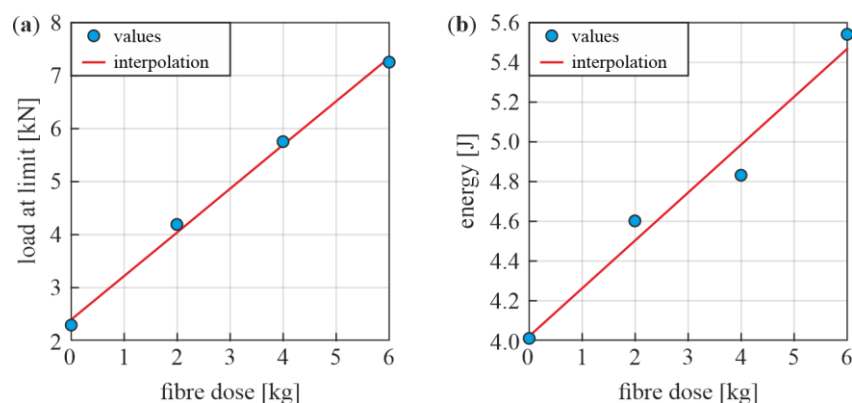 (a)
values
interpolation
load at limit [kN]
8
7
6
5
4
3
2
0 1 2 3 4 5 6
fibre dose [kg]
(b)
values
interpolation
energy [J]
5.6
5.4
5.2
5.0
4.8
4.6
4.4
4.2
4.0
0 1 2 3 4 5 6
fibre dose [kg]